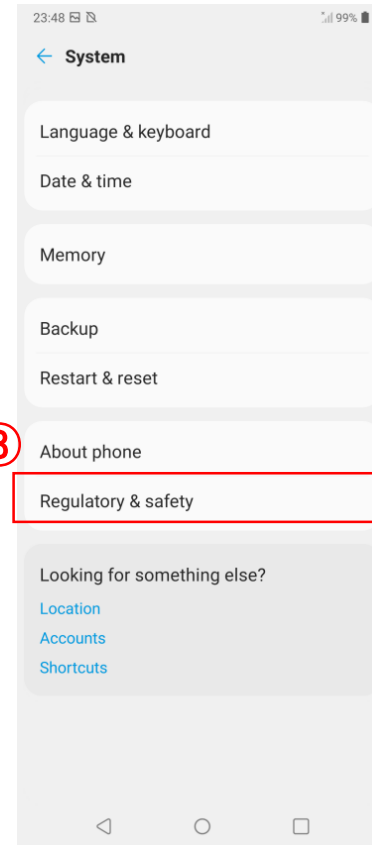 23:48 99%
System
Language & keyboard
Date & time
Memory
Backup
Restart & reset
③
About phone
Regulatory & safety
Looking for something else?
Location
Accounts
Shortcuts